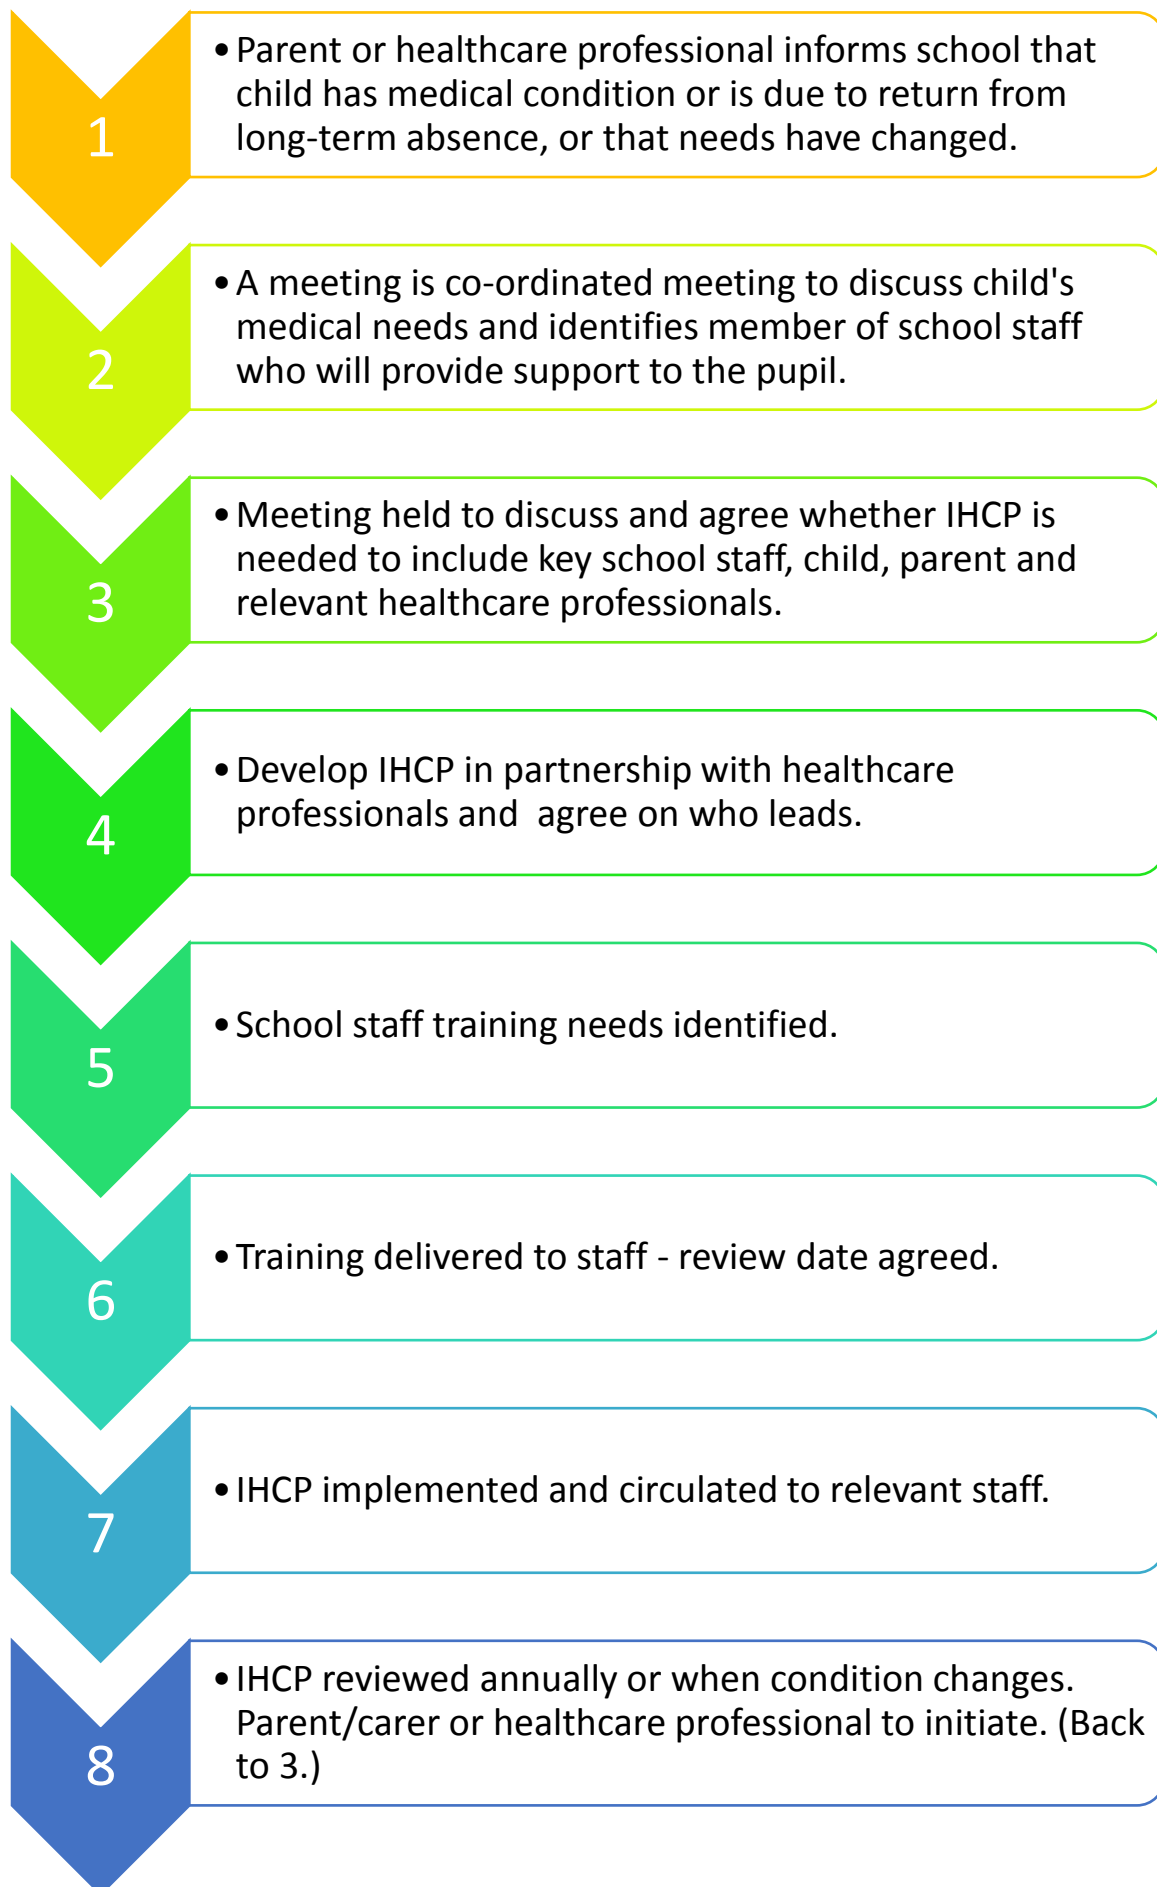 1
• Parent or healthcare professional informs school that
child has medical condition or is due to return from
long-term absence, or that needs have changed.
2
• A meeting is co-ordinated meeting to discuss child's
medical needs and identifies member of school staff
who will provide support to the pupil.
3
• Meeting held to discuss and agree whether IHCP is
needed to include key school staff, child, parent and
relevant healthcare professionals.
4
• Develop IHCP in partnership with healthcare
professionals and  agree on who leads.
5
• School staff training needs identified.
6
• Training delivered to staff - review date agreed.
7
• IHCP implemented and circulated to relevant staff.
8
• IHCP reviewed annually or when condition changes.
Parent/carer or healthcare professional to initiate. (Back
to 3.)